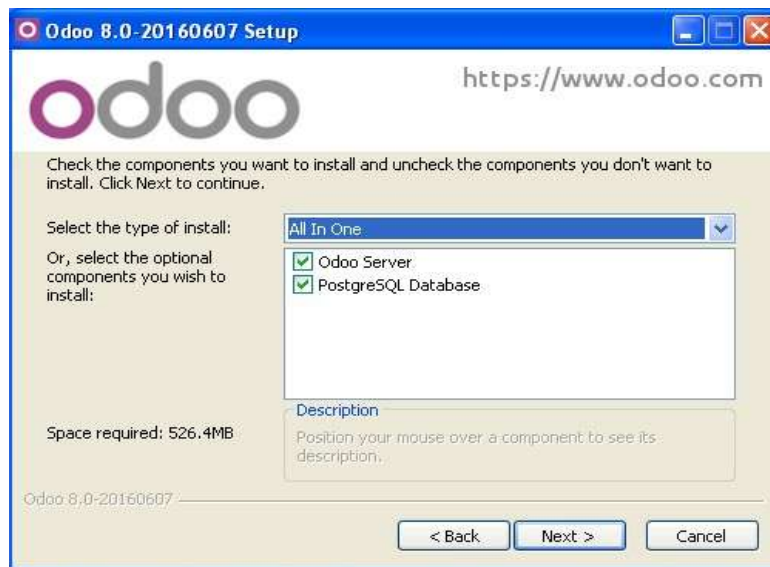 Odoo 8.0-20160607 Setup
odoo
https://www.odoo.com
Check the components you want to install and uncheck the components you don't want to
install. Click Next to continue.
Select the type of install:
All In One
Or, select the optional
components you wish to
install:
Odoo Server
PostgreSQL Database
Space required: 526.4MB
Description
Position your mouse over a component to see its
description.
Odoo 8.0-20160607
< Back
Next >
Cancel